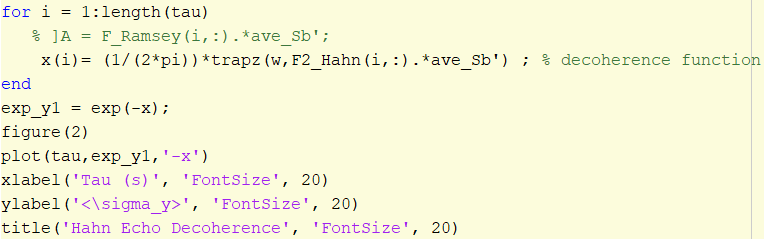 for i = 1:length(tau)
% ]A = F_Ramsey(i,:).*ave_Sb';
x(i)= (1/(2*pi))*trapz(w,F2_Hahn(i,:).*ave_Sb') ; % decoherence function
end
exp_y1 = exp(-x);
figure(2)
plot(tau,exp_y1,'-x')
xlabel('Tau (s)', 'FontSize', 20)
ylabel('<\sigma_y>', 'FontSize', 20)
title('Hahn Echo Decoherence', 'FontSize', 20)